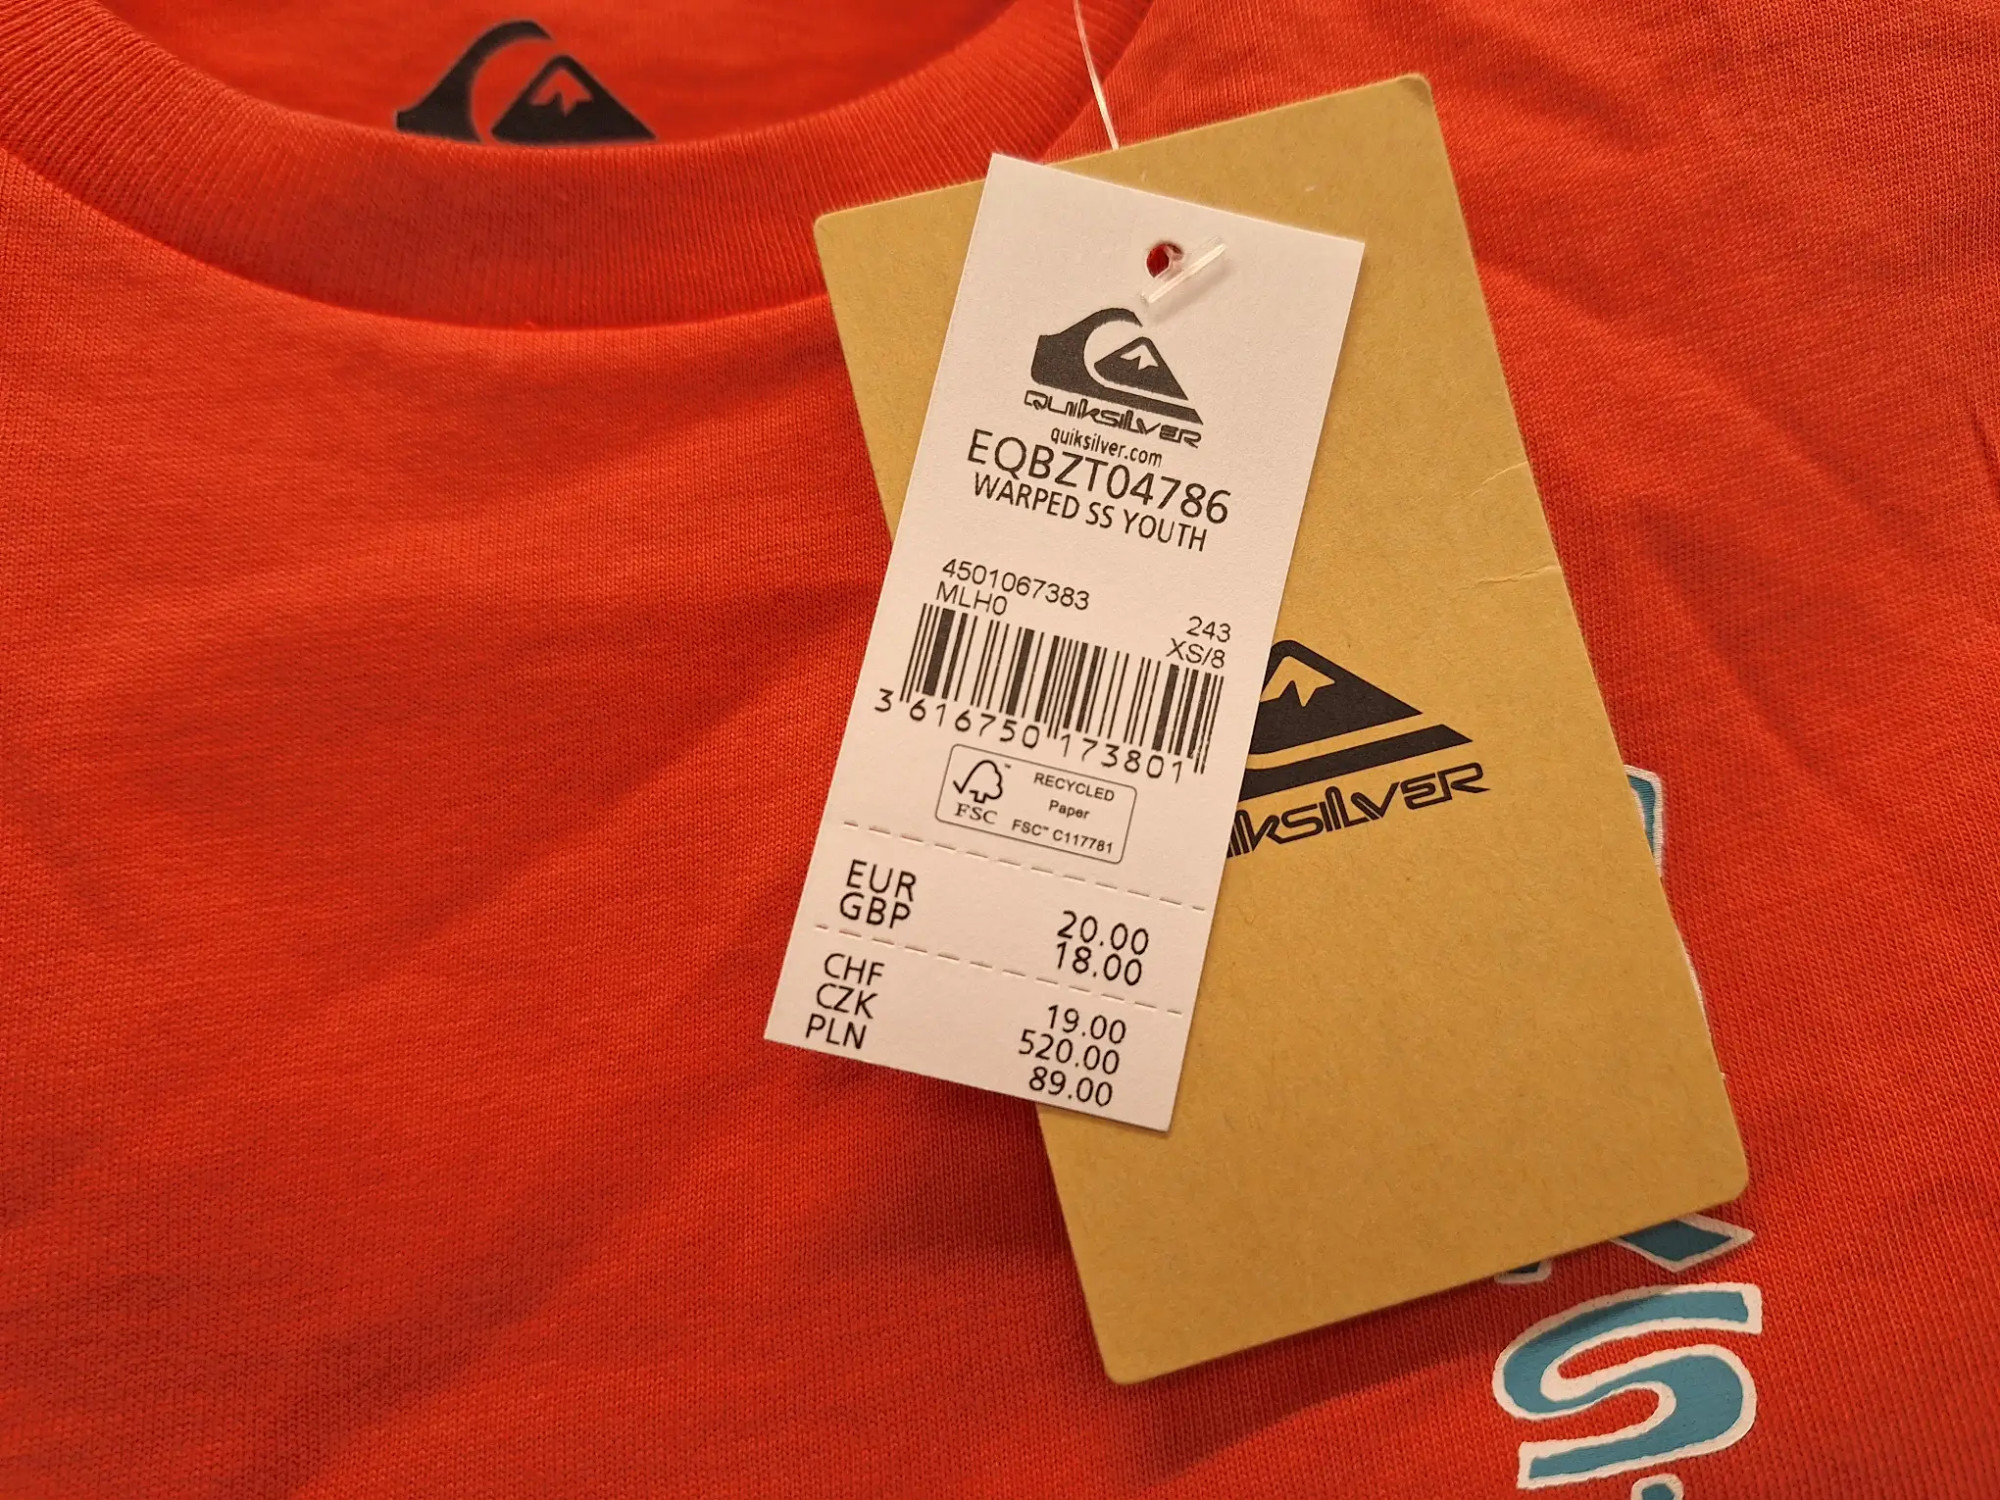 QUIKSILVER
quiksilver.com
EQBZT04786
WARPED SS YOUTH
4501067383
MLH0
243
XS/8
3 616750 173801
FSC
RECYCLED
Paper
FSC™ C117781
EUR 20.00
GBP 18.00
CHF 19.00
CZK 520.00
PLN 89.00
IKSILVER
S